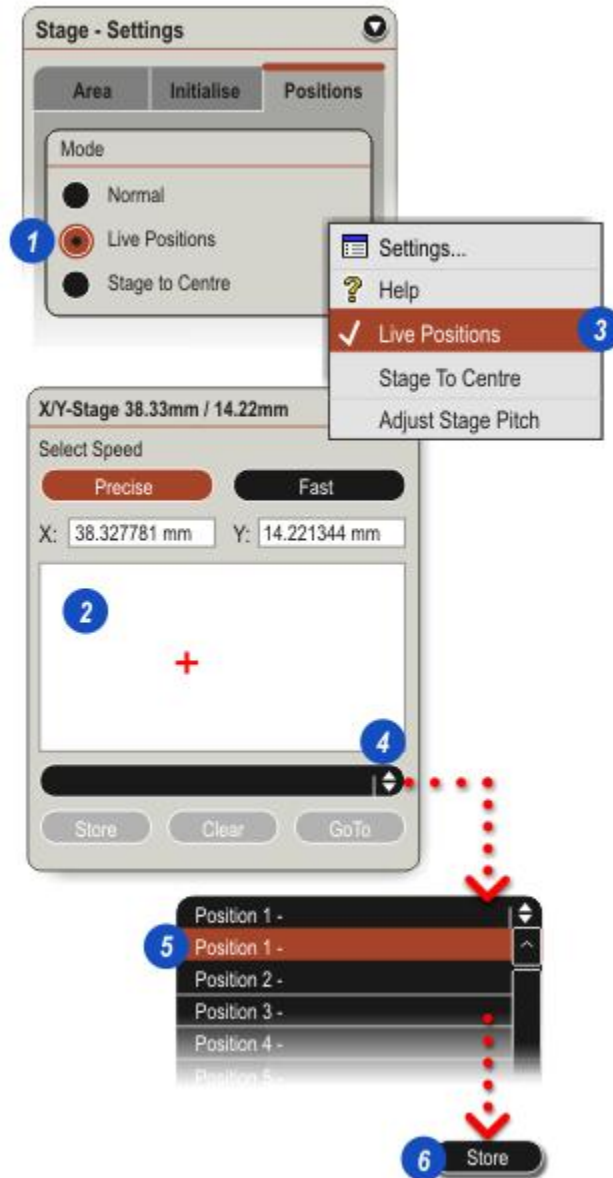 Stage - Settings
Area Initialise Positions
Mode
Normal
1 Live Positions
Stage to Centre
Settings...
? Help
Live Positions 3
Stage To Centre
Adjust Stage Pitch
X/Y-Stage 38.33mm / 14.22mm
Select Speed
Precise Fast
X: 38.327781 mm Y: 14.221344 mm
2
4
Store Clear GoTo
Position 1 -
5 Position 1 -
Position 2 -
Position 3 -
Position 4 -
Position 5 -
6 Store